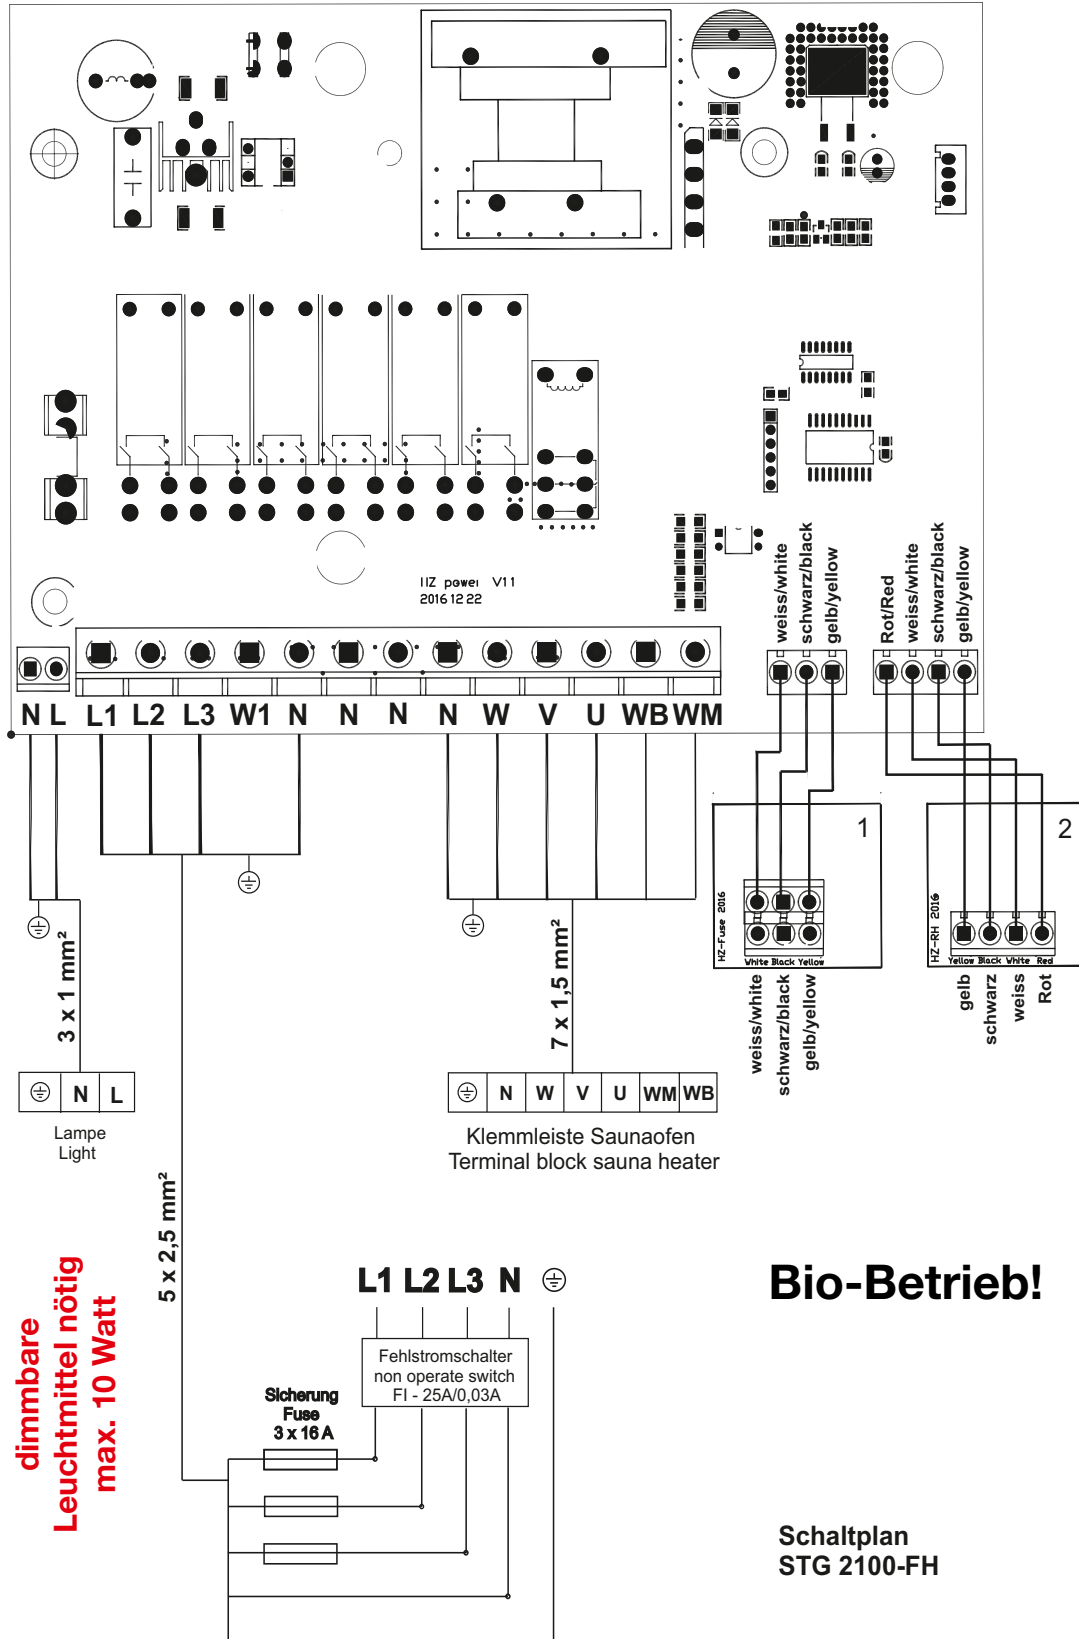 HZ power V1 1
2016 12 22
weiss/white
schwarz/black
gelb/yellow
Rot/Red
weiss/white
schwarz/black
gelb/yellow
N L L1 L2 L3 W1 N N N N W V U WB WM
1
HZ-Fuse 2016
White Black Yellow
weiss/white
schwarz/black
gelb/yellow
2
HZ-RH 2016
Yellow Black White Red
gelb
schwarz
weiss
Rot
3 x 1 mm²
7 x 1,5 mm²
N L
Lampe
Light
N W V U WM WB
Klemmleiste Saunaofen
Terminal block sauna heater
5 x 2,5 mm²
dimmbare
Leuchtmittel nötig
max. 10 Watt
L1 L2 L3 N
Fehlstromschalter
non operate switch
FI - 25A/0,03A
Sicherung
Fuse
3 x 16 A
Bio-Betrieb!
Schaltplan
STG 2100-FH